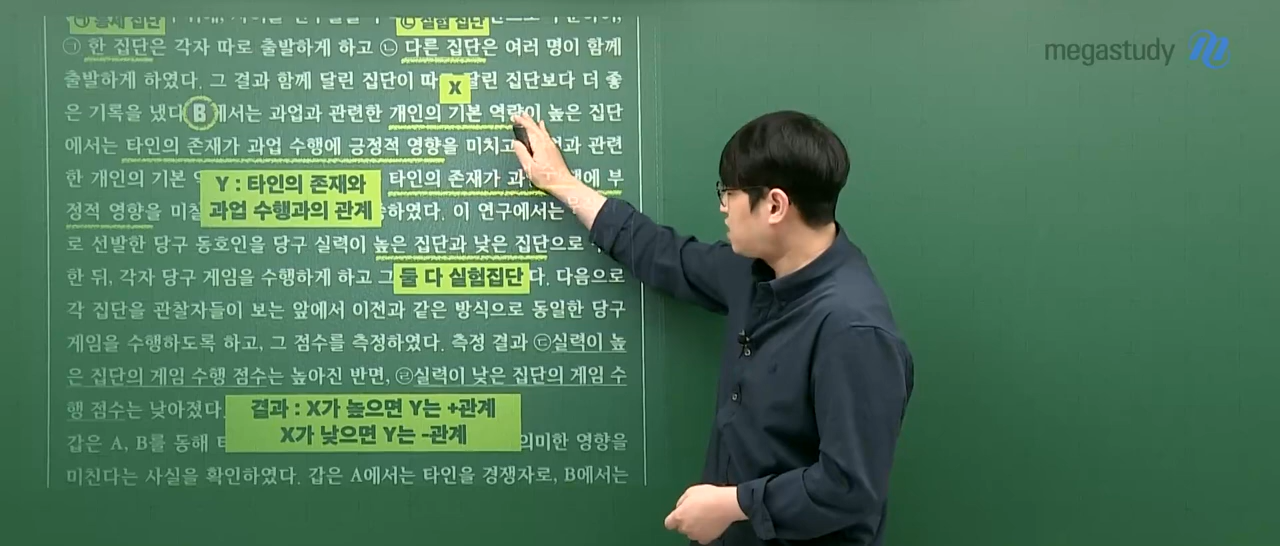 ㉠ 통제 집단
㉡ 실험 집단
㉠ 한 집단은 각자 따로 출발하게 하고 ㉡ 다른 집단은 여러 명이 함께
출발하게 하였다. 그 결과 함께 달린 집단이 달린 집단보다 더 좋
X
은 기록을 냈다 B 에서는 과업과 관련한 개인의 기본 역량이 높은 집단
에서는 타인의 존재가 과업 수행에 긍정적 영향을 미치고 관련
한 개인의 기본 타인의 존재가 부
Y : 타인의 존재와
과업 수행과의 관계
정적 영향을 이 연구에서는
로 선발한 당구 동호인을 당구 실력이 높은 집단과 낮은 집단으로
한 뒤, 각자 당구 게임을 수행하게 하고 그 둘 다 실험집단 다. 다음으로
각 집단을 관찰자들이 보는 앞에서 이전과 같은 방식으로 동일한 당구
게임을 수행하도록 하고, 그 점수를 측정하였다. 측정 결과 ㉢실력이 높
은 집단의 게임 수행 점수는 높아진 반면, ㉣실력이 낮은 집단의 게임 수
행 점수는 낮아졌다.
결과 : X가 높으면 Y는 +관계
X가 낮으면 Y는 -관계
갑은 A, B를 통해 의미한 영향을
미친다는 사실을 확인하였다. 갑은 A에서는 타인을 경쟁자로, B에서는
megastudy